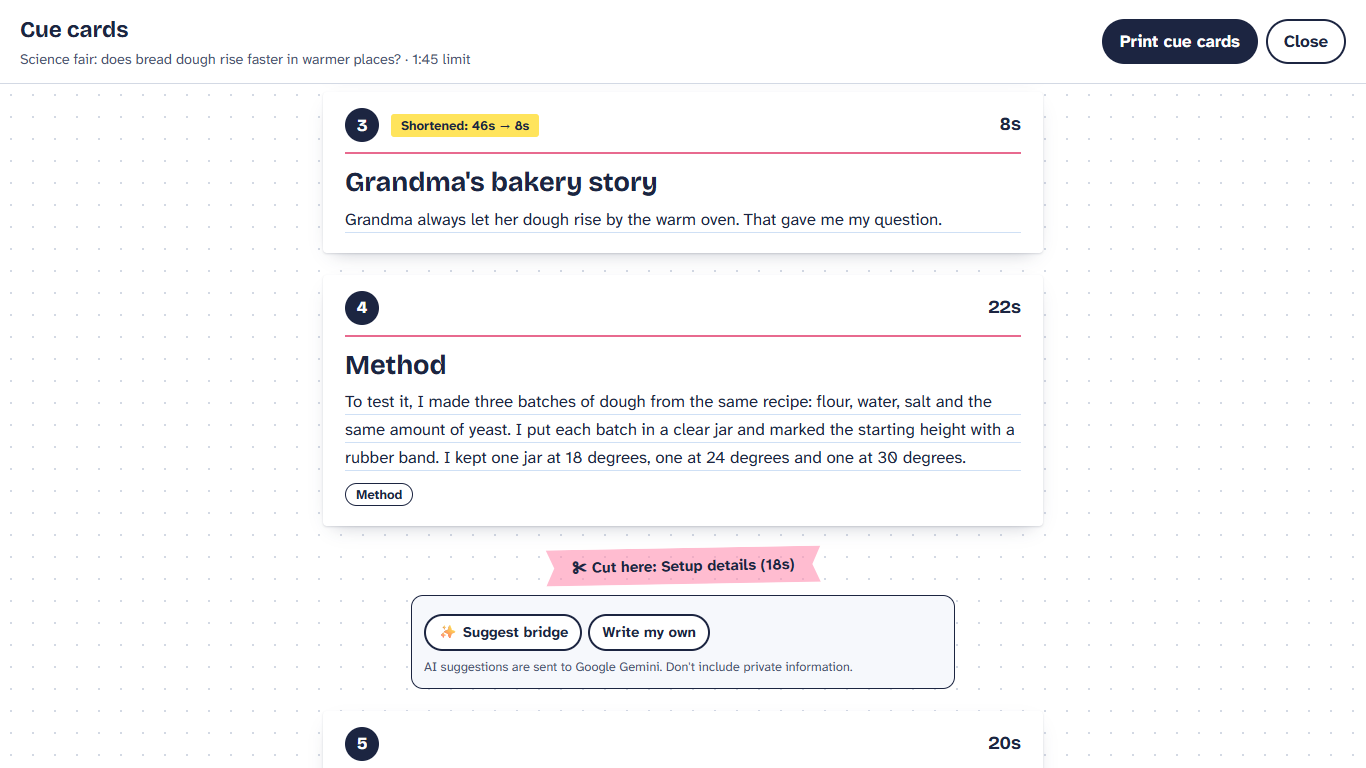 Cue cards
Science fair: does bread dough rise faster in warmer places? · 1:45 limit
Print cue cards
Close
3
Shortened: 46s → 8s
8s
Grandma's bakery story
Grandma always let her dough rise by the warm oven. That gave me my question.
4
22s
Method
To test it, I made three batches of dough from the same recipe: flour, water, salt and the
same amount of yeast. I put each batch in a clear jar and marked the starting height with a
rubber band. I kept one jar at 18 degrees, one at 24 degrees and one at 30 degrees.
Method
Cut here: Setup details (18s)
Suggest bridge
Write my own
AI suggestions are sent to Google Gemini. Don't include private information.
5
20s